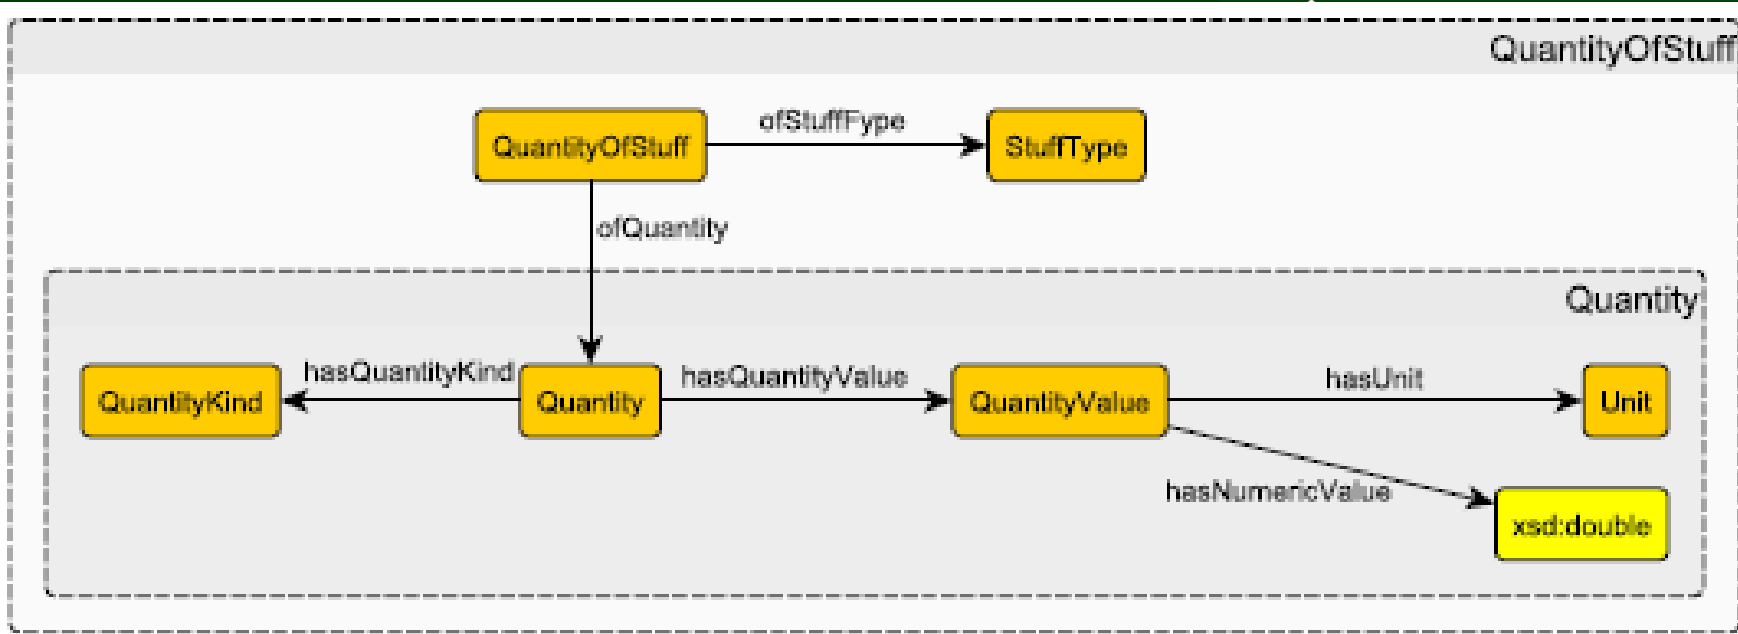 QuantityOfStuff
ofStuffFype
QuantityOfStuff
StuffType
ofQuantity
Quantity
hasQuantityKind
hasQuantityValue
hasUnit
QuantityKind
Quantity
QuantityValue
Unit
hasNumericValue
xsd:double